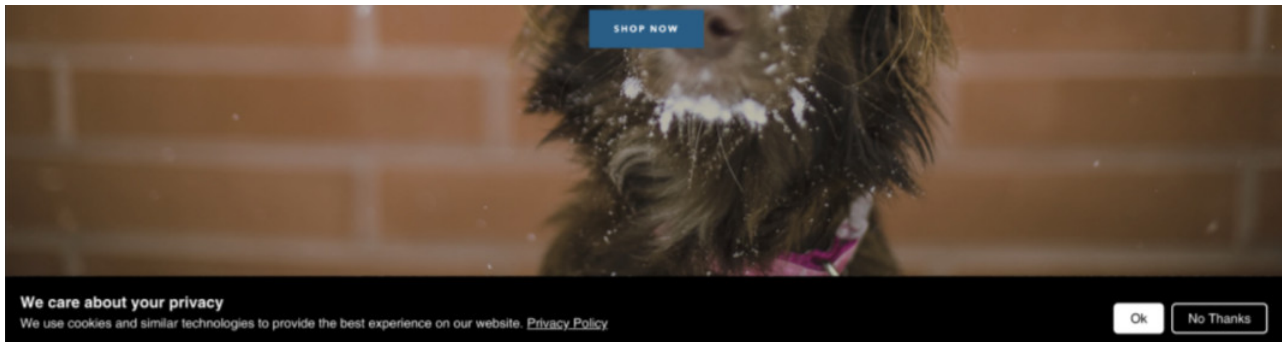 SHOP NOW
We care about your privacy
We use cookies and similar technologies to provide the best experience on our website. Privacy Policy
Ok
No Thanks